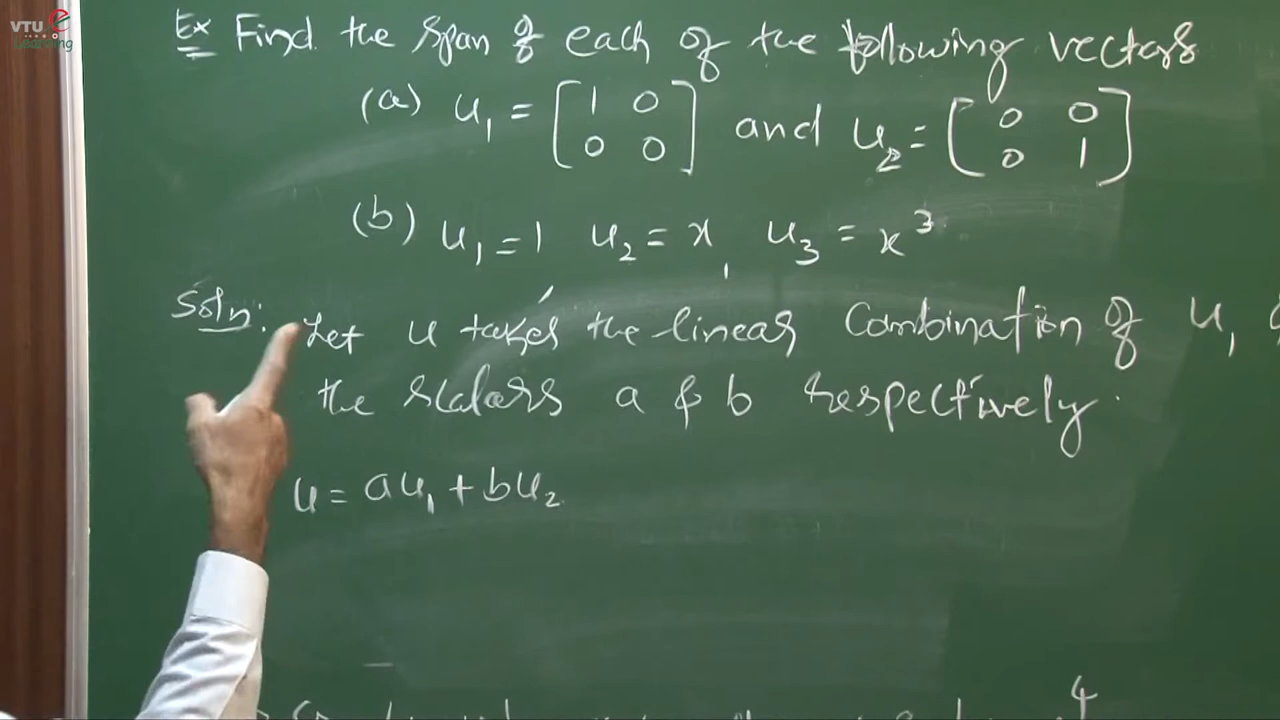 VTU e Learning
Ex Find the span of each of the following vectors
(a) u₁ = [1 0 0 0] and u₂ = [0 0 0 1]
(b) u₁ = 1 u₂ = x, u₃ = x³
Soln: Let u takes the linear Combination of u₁
the scalars a & b respectively.
u = au₁ + bu₂
4